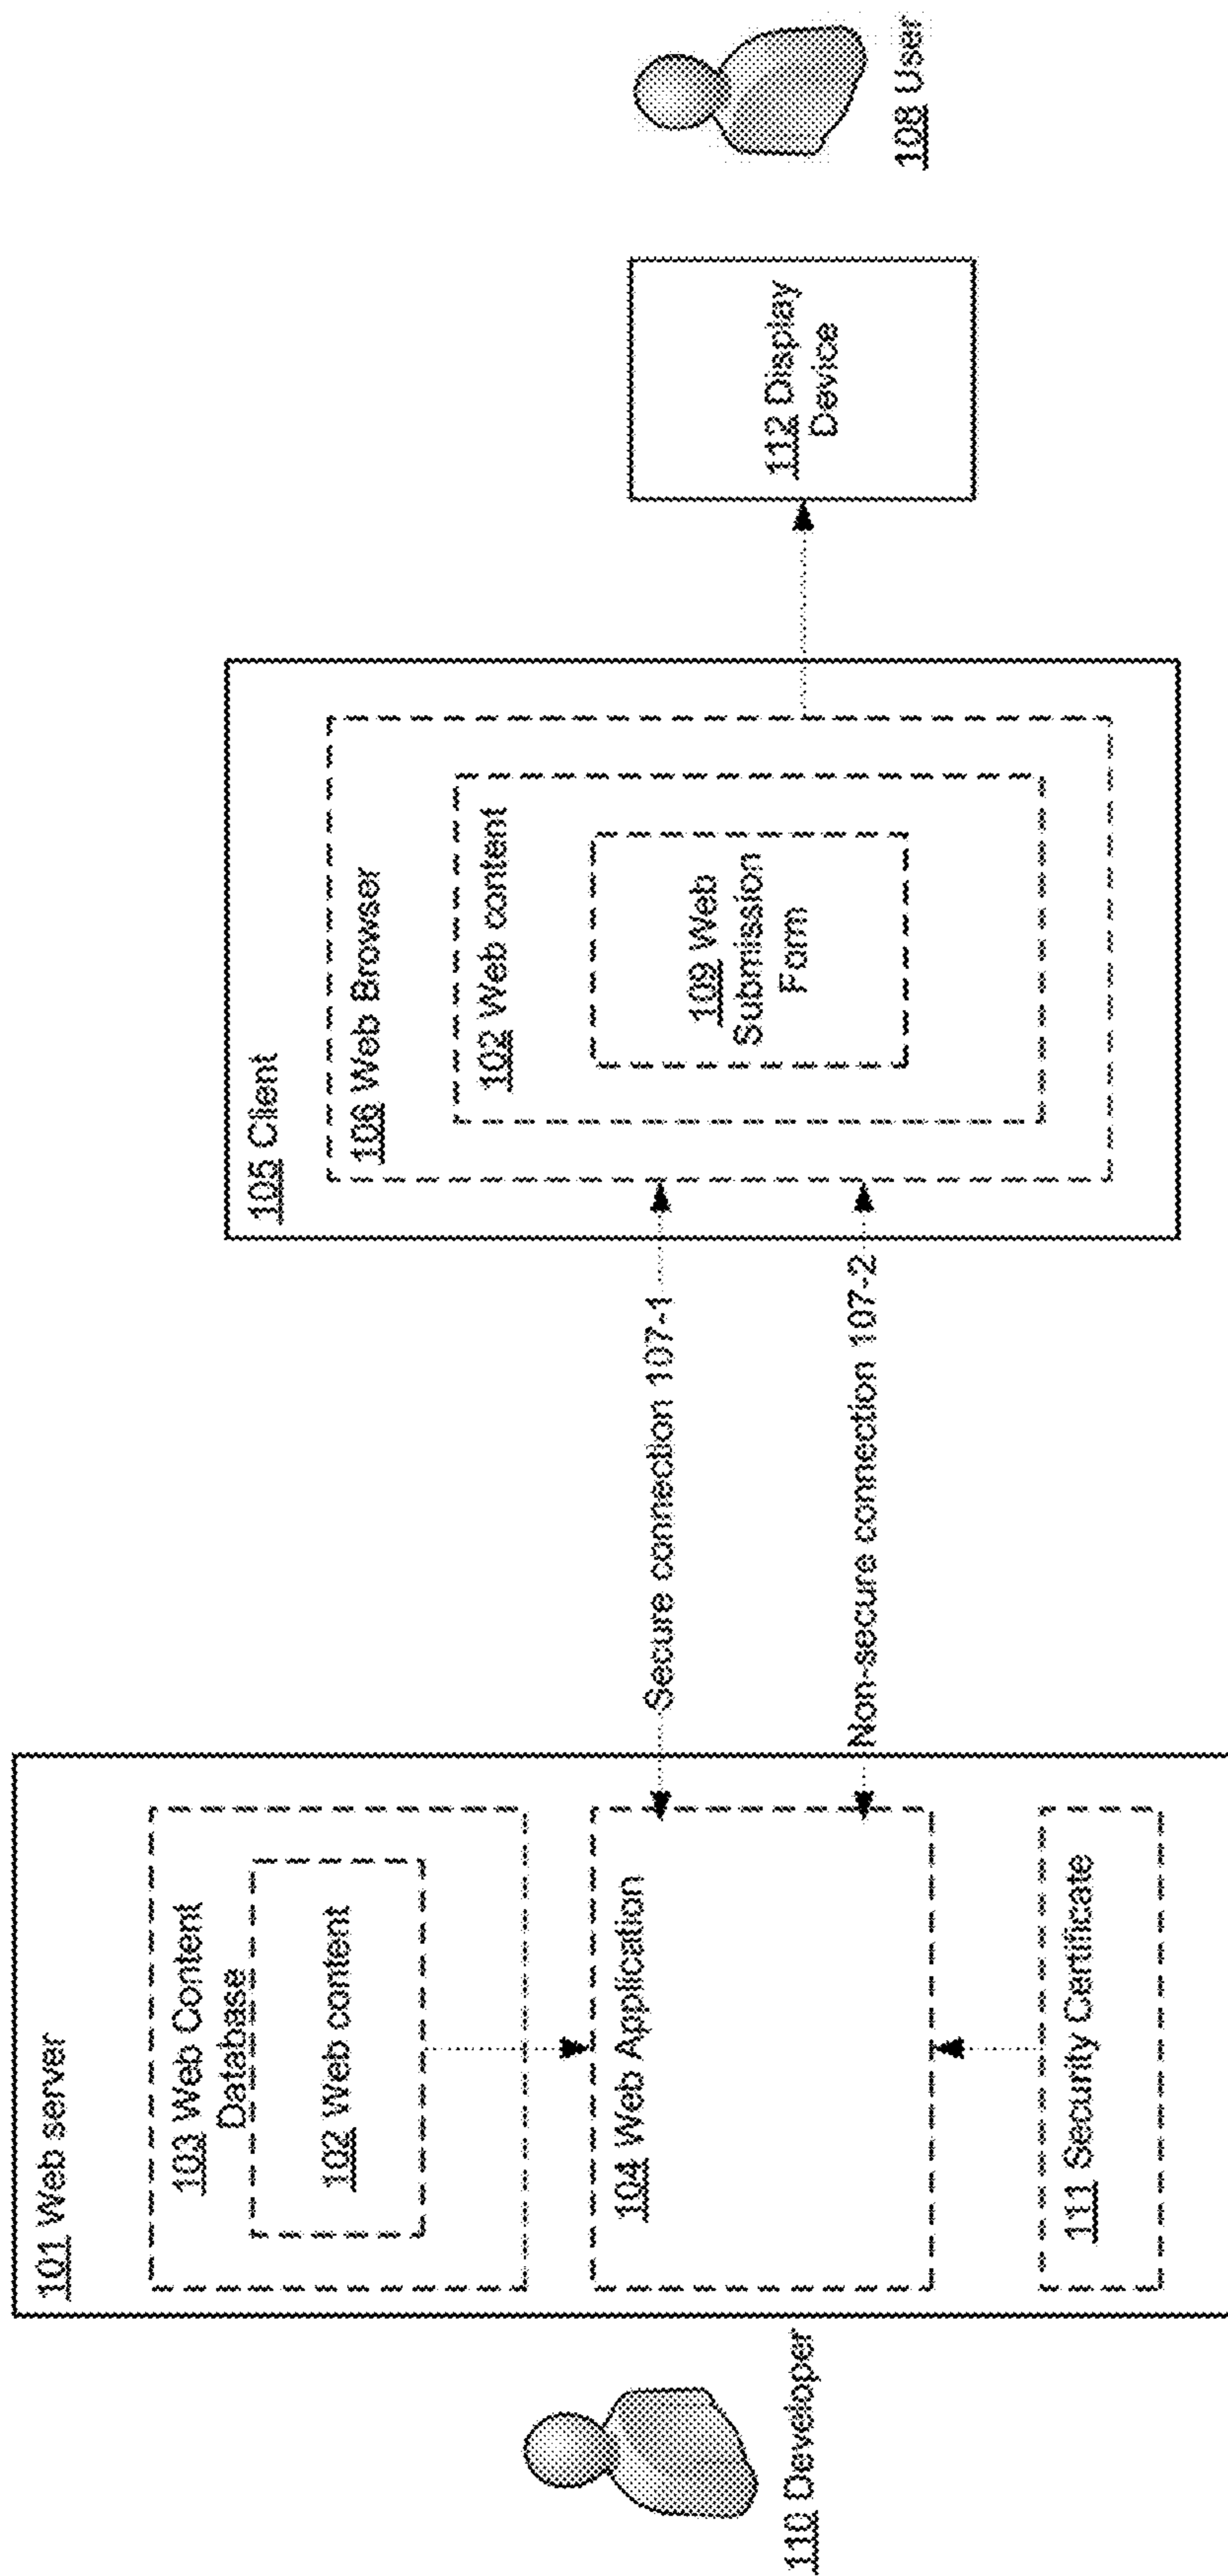 101 Web server
103 Web Content
Database
102 Web content
104 Web Application
111 Security Certificate
110 Developer
Secure connection 107-1
Non-secure connection 107-2
105 Client
106 Web Browser
102 Web content
109 Web
Submission
Form
112 Display
Device
108 User